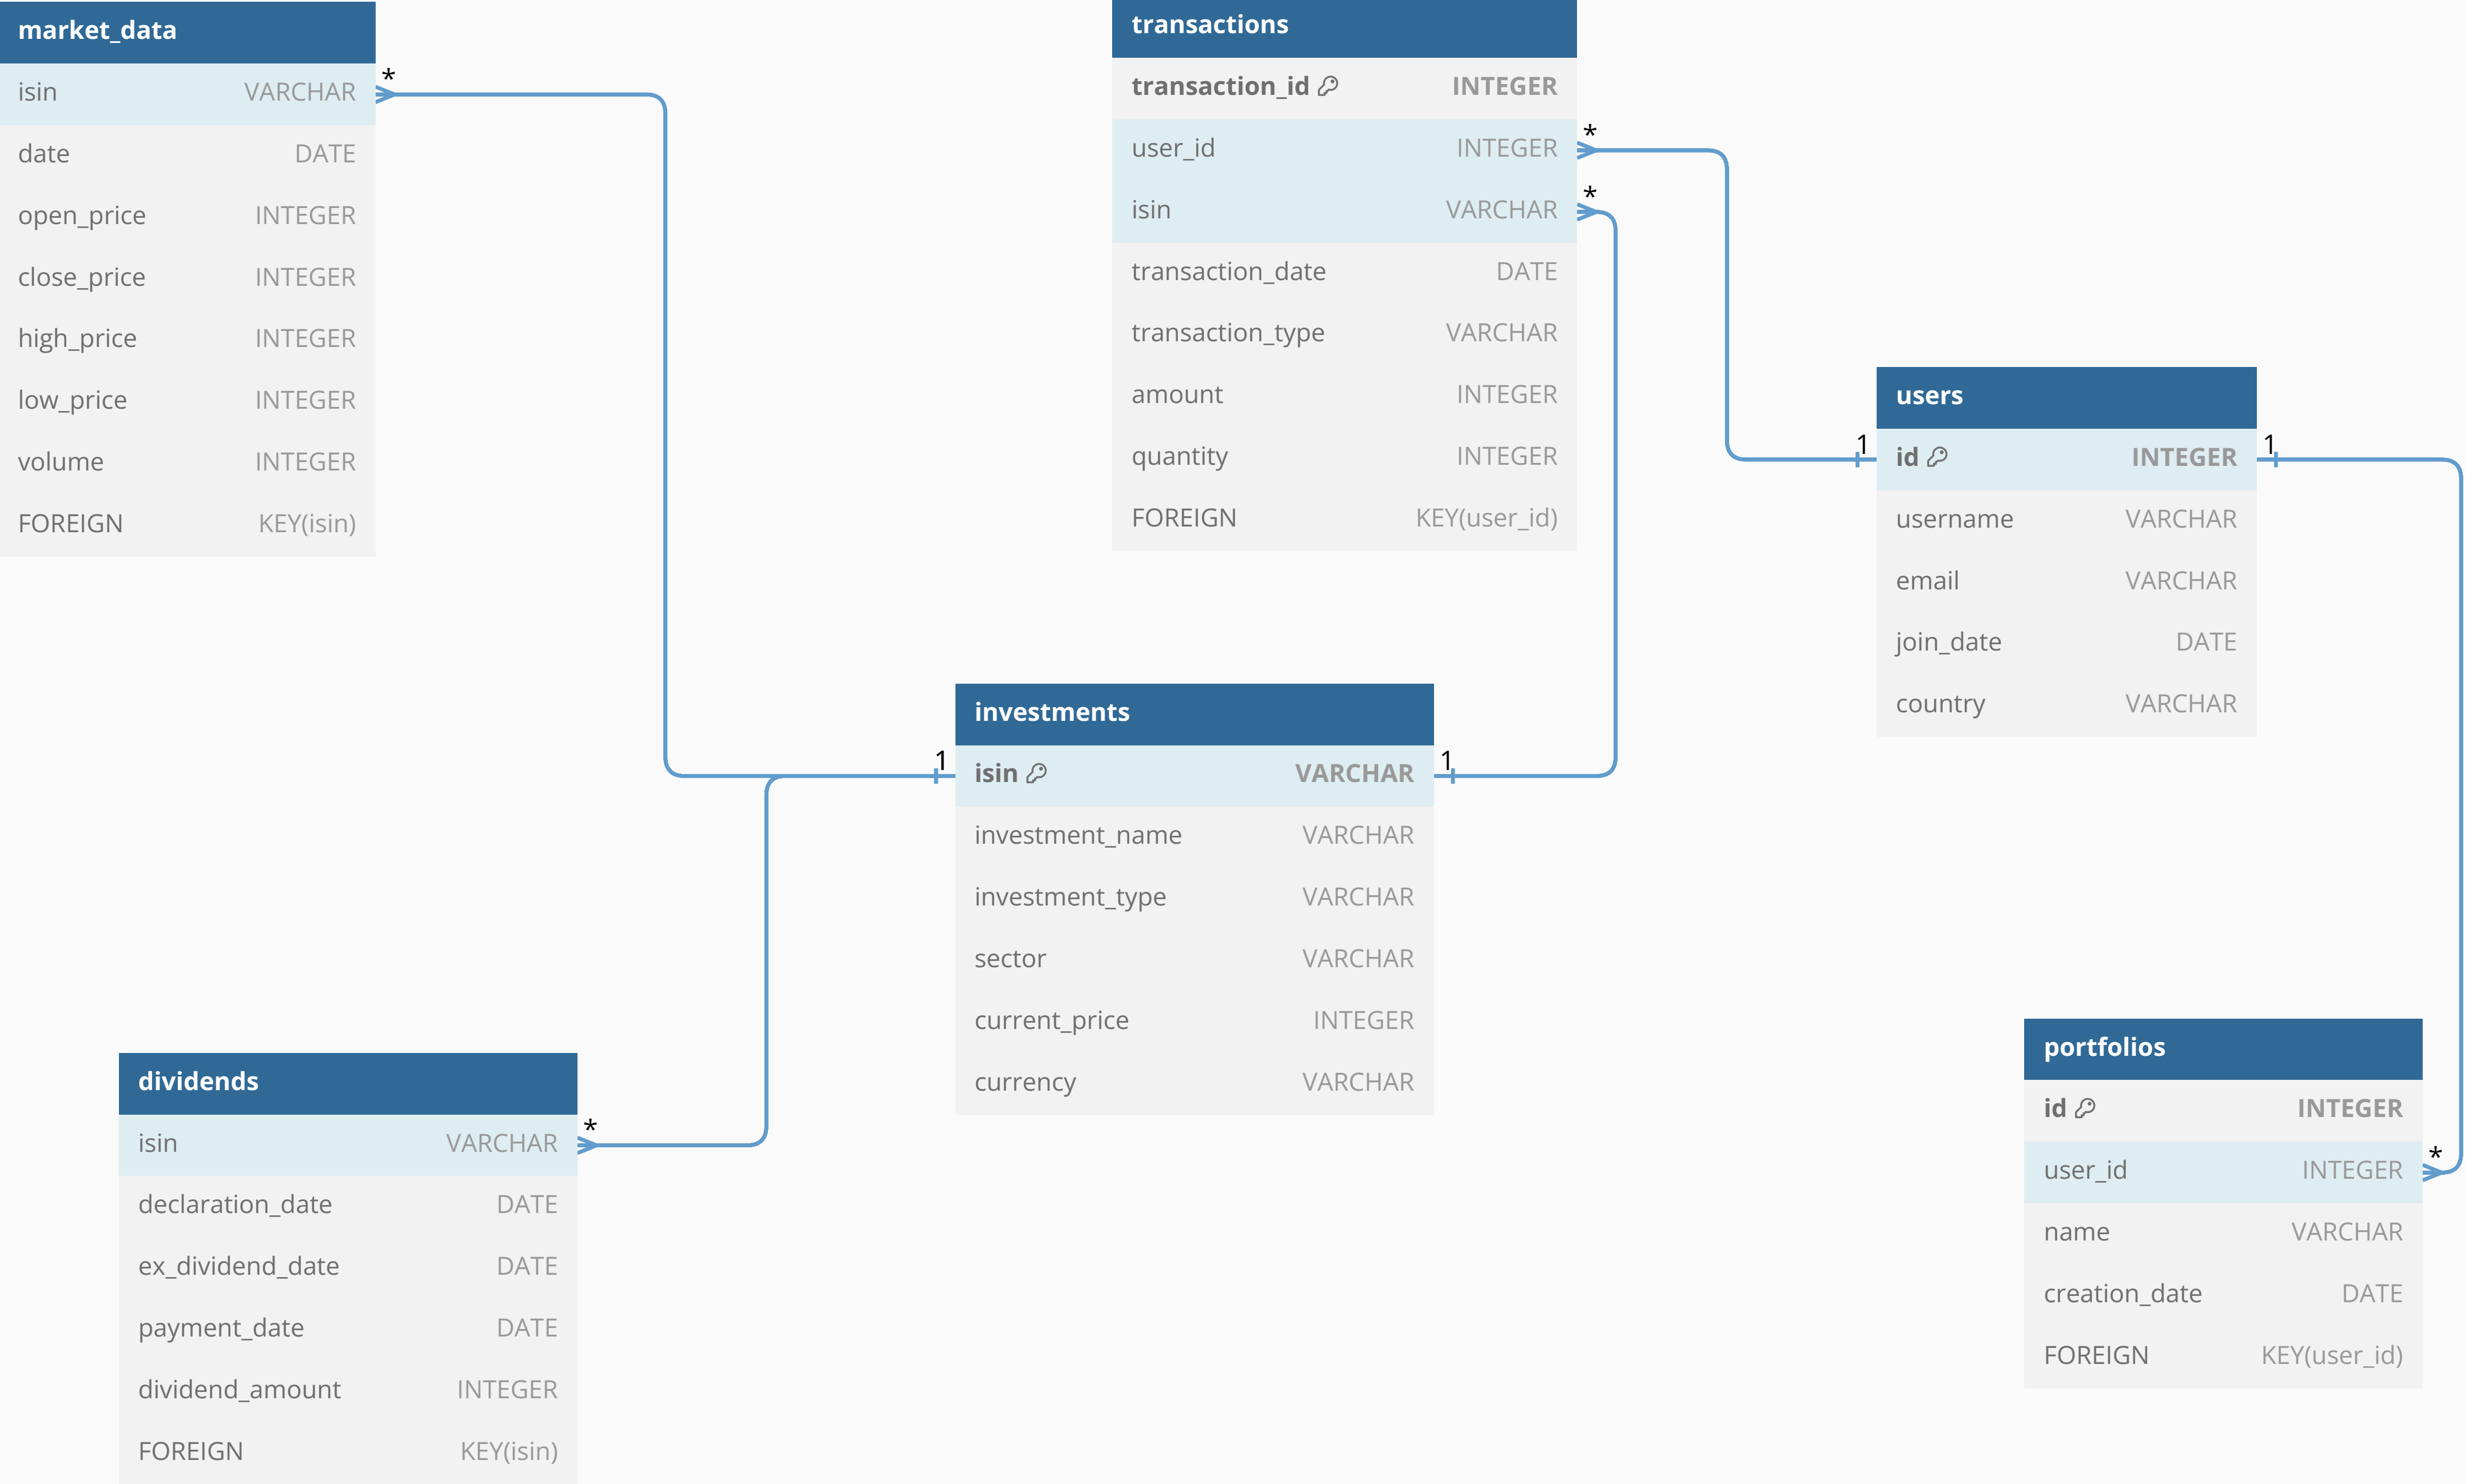 market_data
isin VARCHAR
date DATE
open_price INTEGER
close_price INTEGER
high_price INTEGER
low_price INTEGER
volume INTEGER
FOREIGN KEY(isin)
*
transactions
transaction_id INTEGER
user_id INTEGER
isin VARCHAR
transaction_date DATE
transaction_type VARCHAR
amount INTEGER
quantity INTEGER
FOREIGN KEY(user_id)
*
*
users
1
id INTEGER
1
username VARCHAR
email VARCHAR
join_date DATE
country VARCHAR
investments
1
isin VARCHAR
1
investment_name VARCHAR
investment_type VARCHAR
sector VARCHAR
current_price INTEGER
currency VARCHAR
dividends
isin VARCHAR
*
declaration_date DATE
ex_dividend_date DATE
payment_date DATE
dividend_amount INTEGER
FOREIGN KEY(isin)
portfolios
id INTEGER
user_id INTEGER
*
name VARCHAR
creation_date DATE
FOREIGN KEY(user_id)